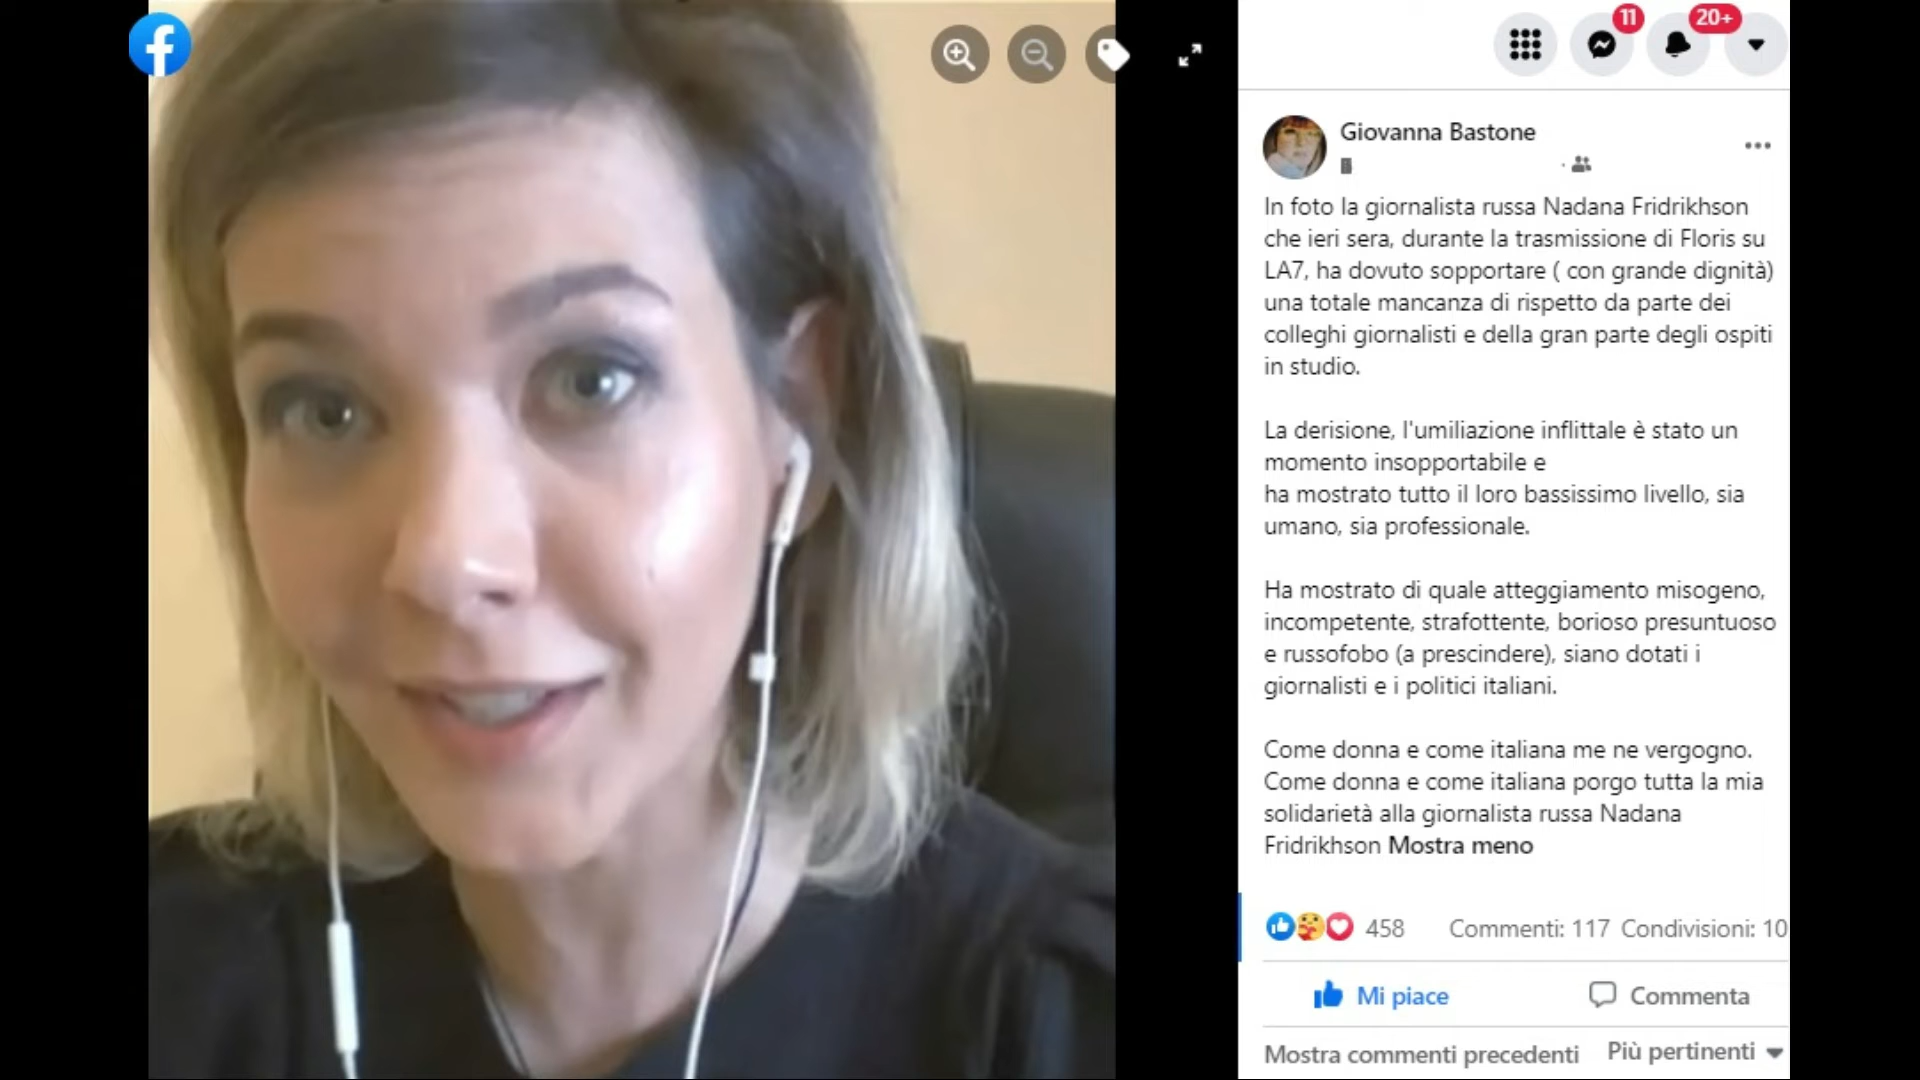 11
20+
Giovanna Bastone
In foto la giornalista russa Nadana Fridrikhson
che ieri sera, durante la trasmissione di Floris su
LA7, ha dovuto sopportare ( con grande dignità)
una totale mancanza di rispetto da parte dei
colleghi giornalisti e della gran parte degli ospiti
in studio.
La derisione, l'umiliazione inflittale è stato un
momento insopportabile e
ha mostrato tutto il loro bassissimo livello, sia
umano, sia professionale.
Ha mostrato di quale atteggiamento misogeno,
incompetente, strafottente, borioso presuntuoso
e russofobo (a prescindere), siano dotati i
giornalisti e i politici italiani.
Come donna e come italiana me ne vergogno.
Come donna e come italiana porgo tutta la mia
solidarietà alla giornalista russa Nadana
Fridrikhson Mostra meno
458 Commenti: 117 Condivisioni: 10
Mi piace Commenta
Mostra commenti precedenti Più pertinenti